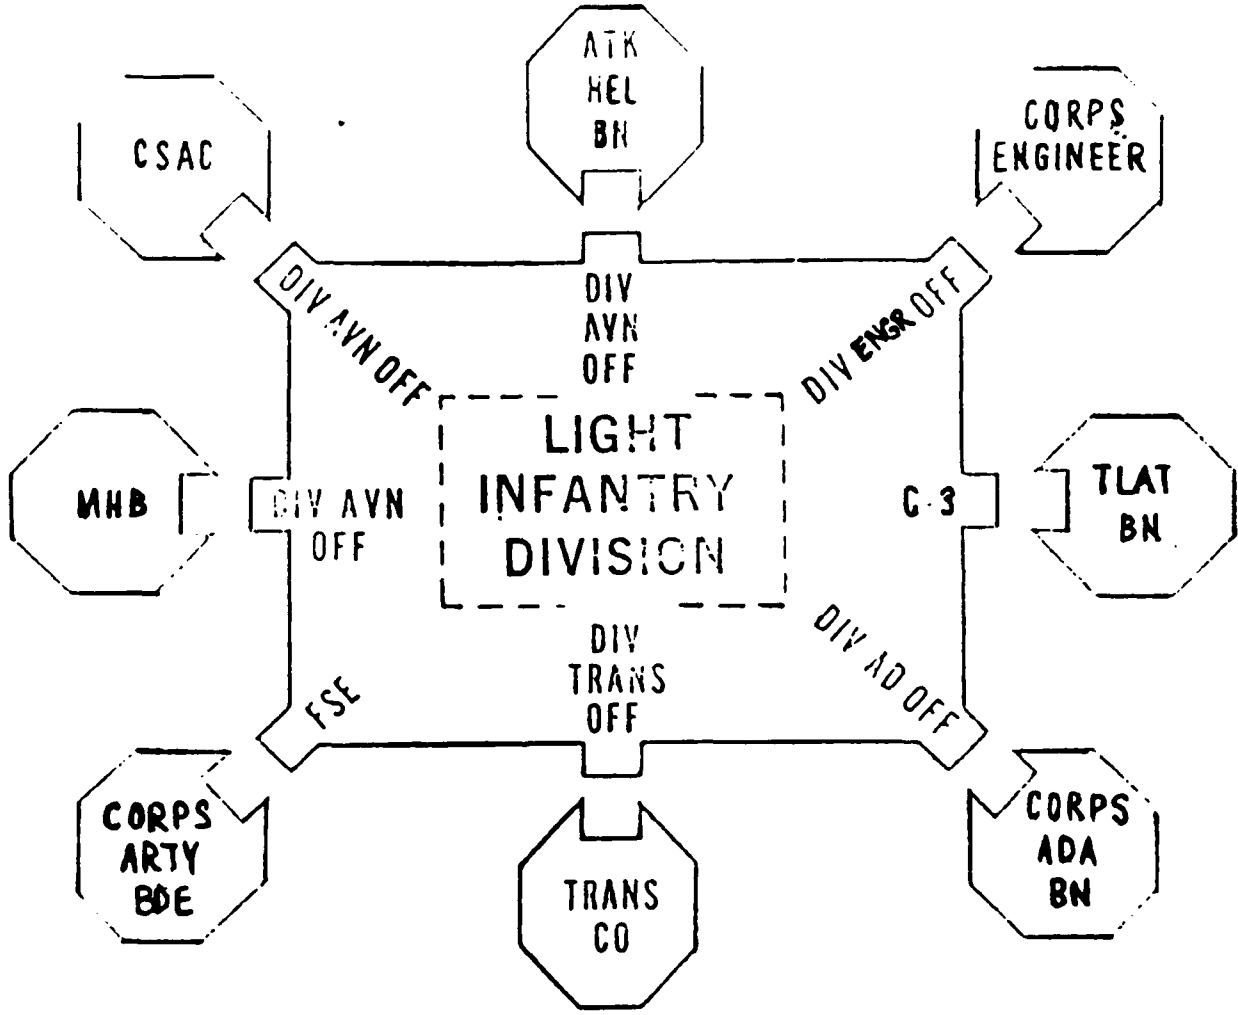 ATK
HEL
BN
CSAC
CORPS
ENGINEER
DIV AVN OFF
DIV
AVN
OFF
DIV ENGR OFF
LIGHT
INFANTRY
DIVISION
MHB
DIV AVN
OFF
G-3
TLAT
BN
FSE
DIV
TRANS
OFF
DIV AD OFF
CORPS
ARTY
BDE
TRANS
CO
CORPS
ADA
BN